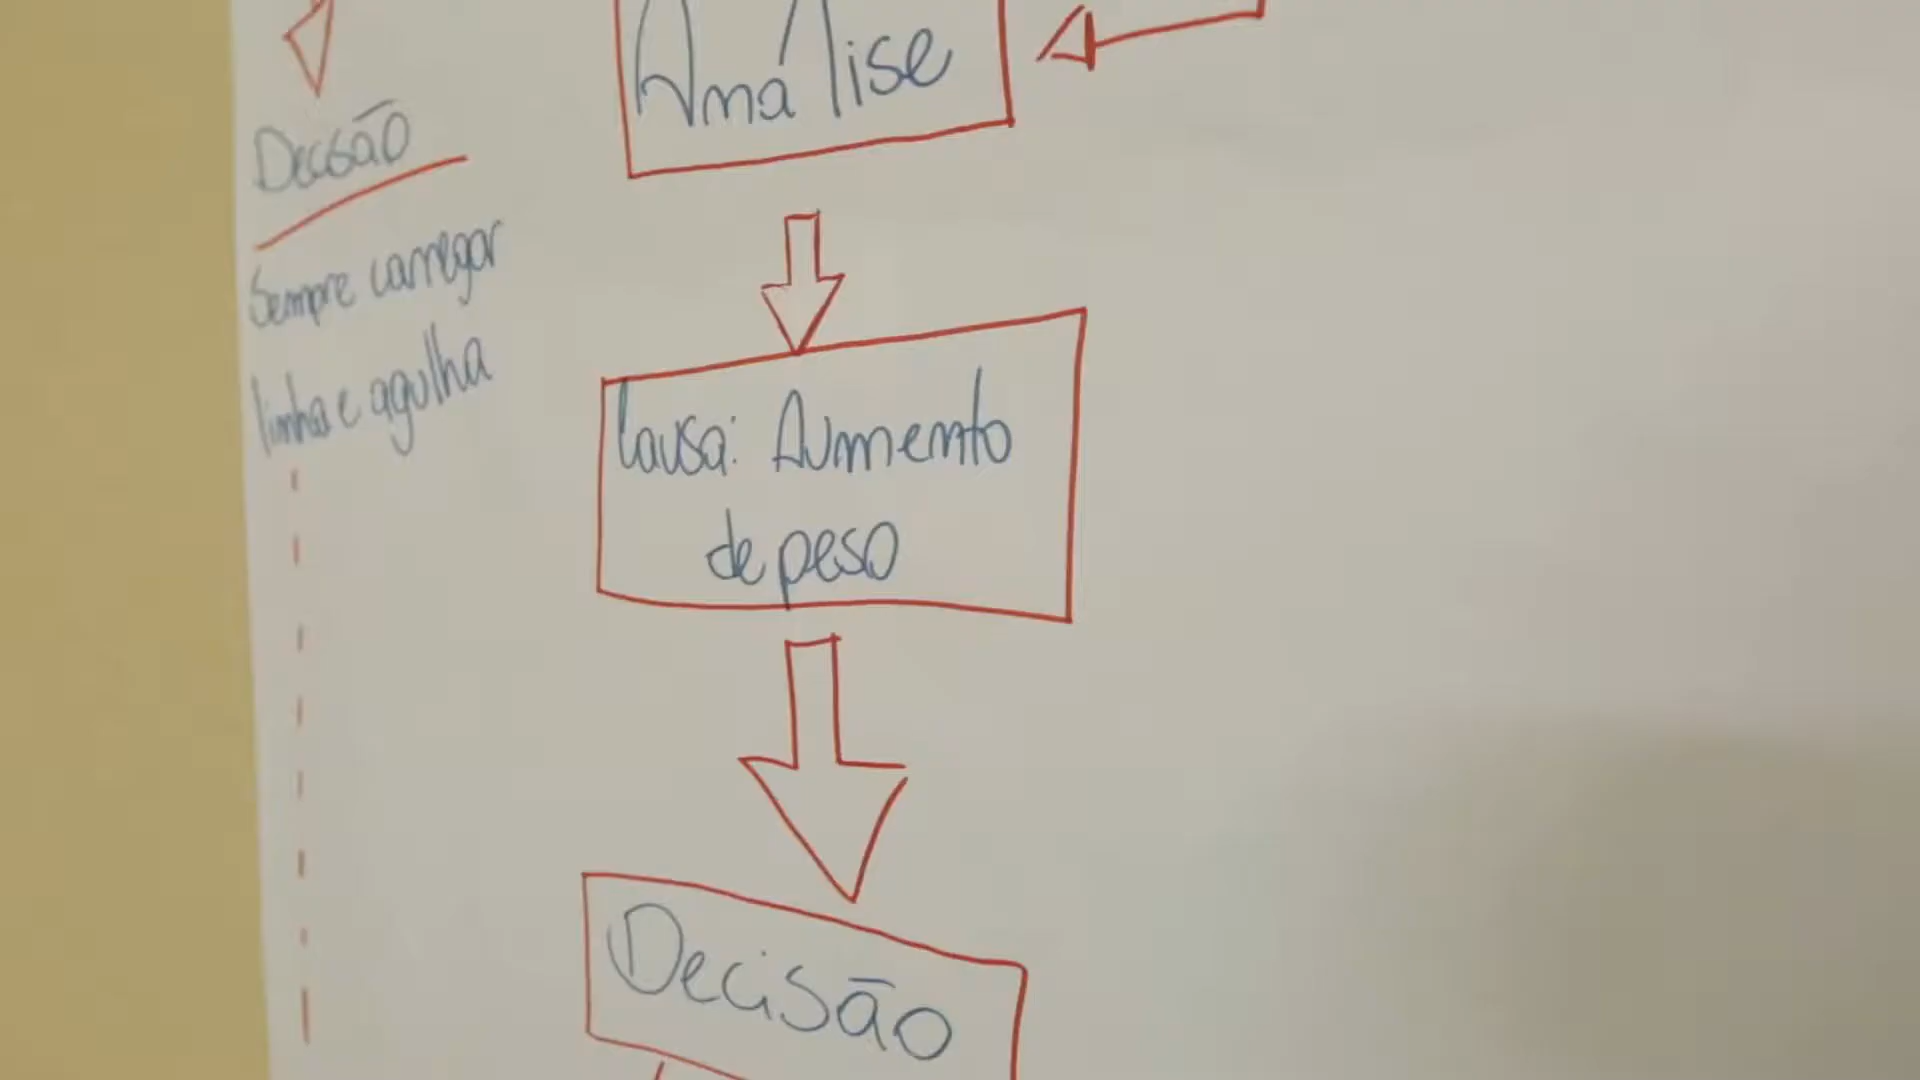 Análise
Decisão
Sempre carregar
linha e agulha
Causa: Aumento
de peso
Decisão